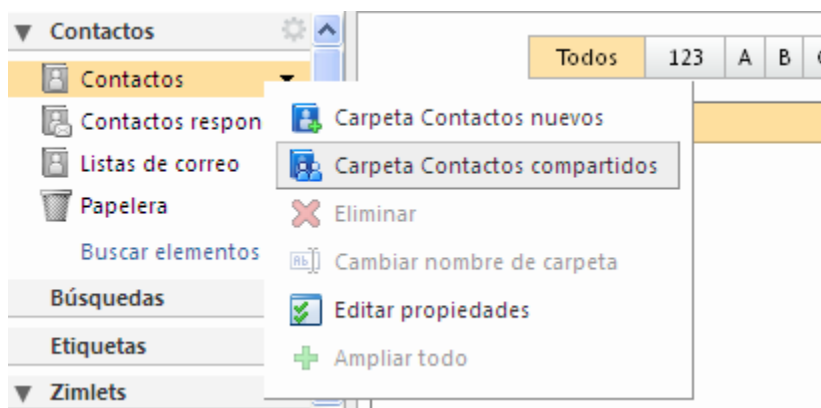 Contactos
Todos 123 A B
Contactos
Contactos respon
Listas de correo
Papelera
Buscar elementos
Búsquedas
Etiquetas
Zimlets
Carpeta Contactos nuevos
Carpeta Contactos compartidos
Eliminar
Cambiar nombre de carpeta
Editar propiedades
Ampliar todo